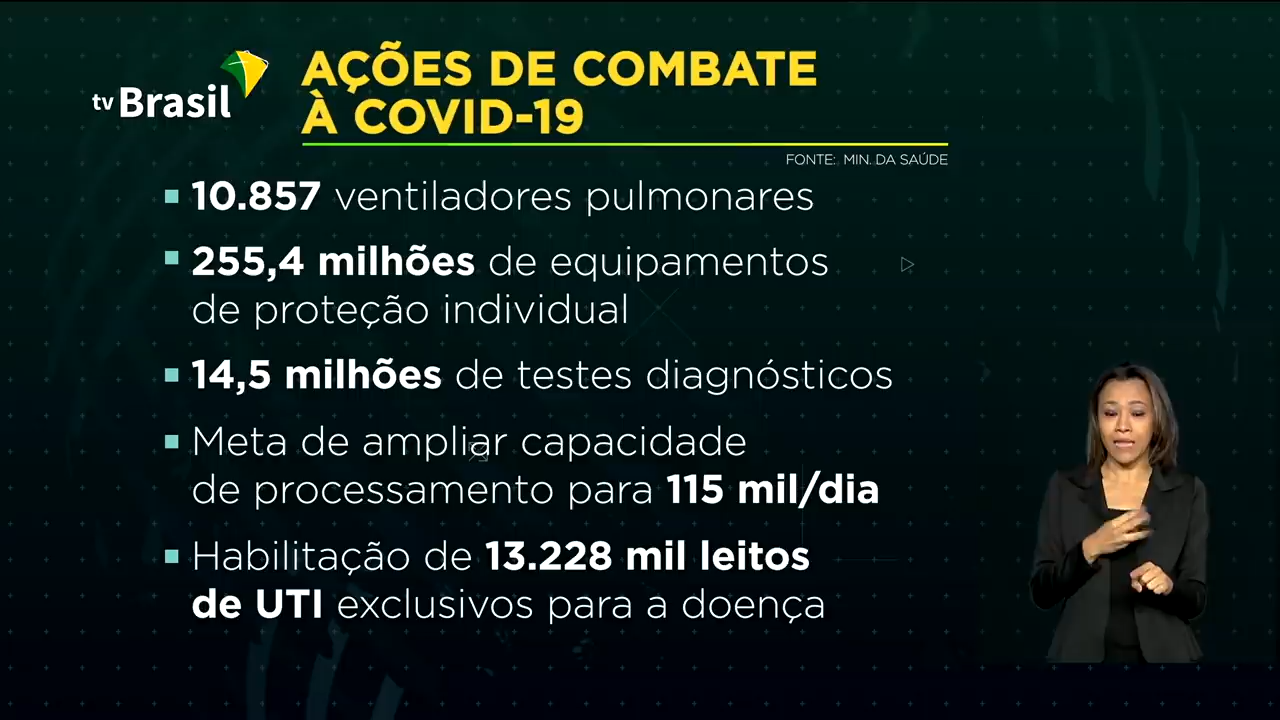 tv Brasil
AÇÕES DE COMBATE
À COVID-19
FONTE: MIN. DA SAÚDE
10.857 ventiladores pulmonares
255,4 milhões de equipamentos
de proteção individual
14,5 milhões de testes diagnósticos
Meta de ampliar capacidade
de processamento para 115 mil/dia
Habilitação de 13.228 mil leitos
de UTI exclusivos para a doença